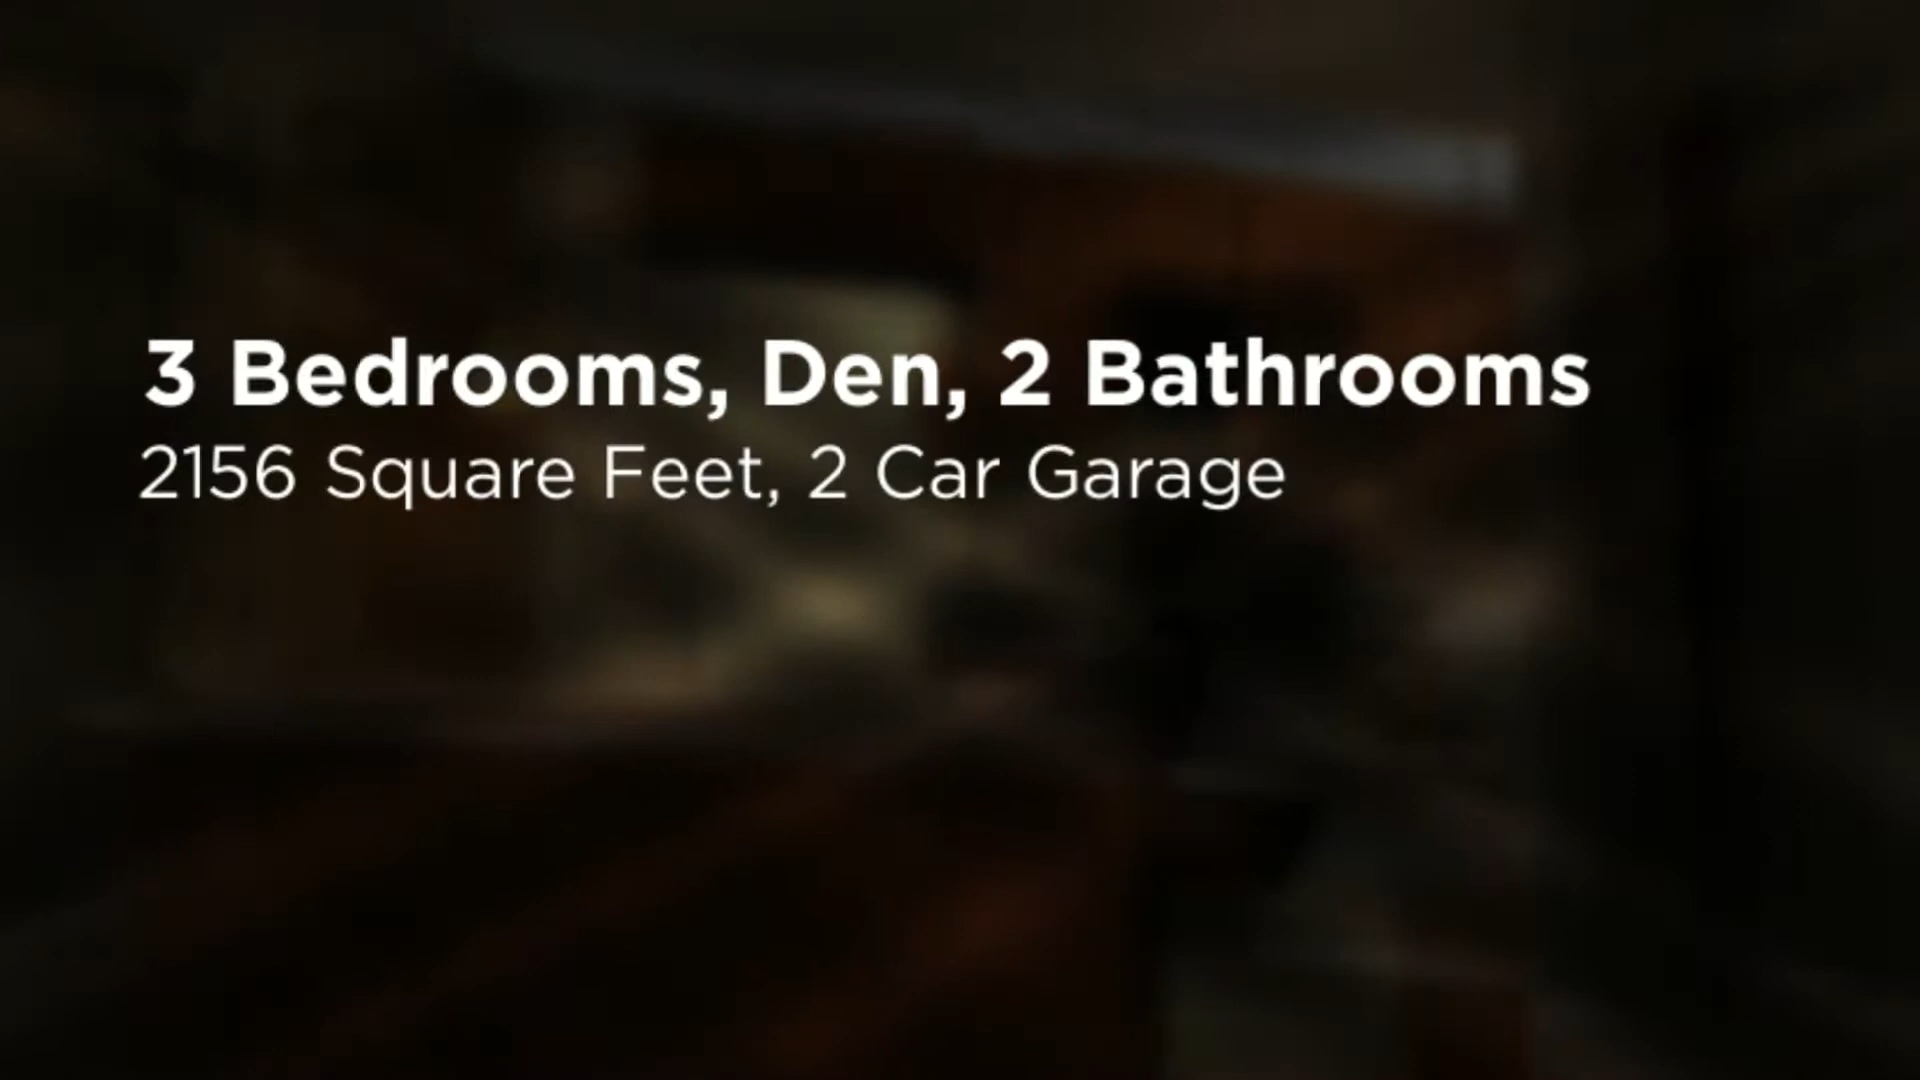 3 Bedrooms, Den, 2 Bathrooms
2156 Square Feet, 2 Car Garage